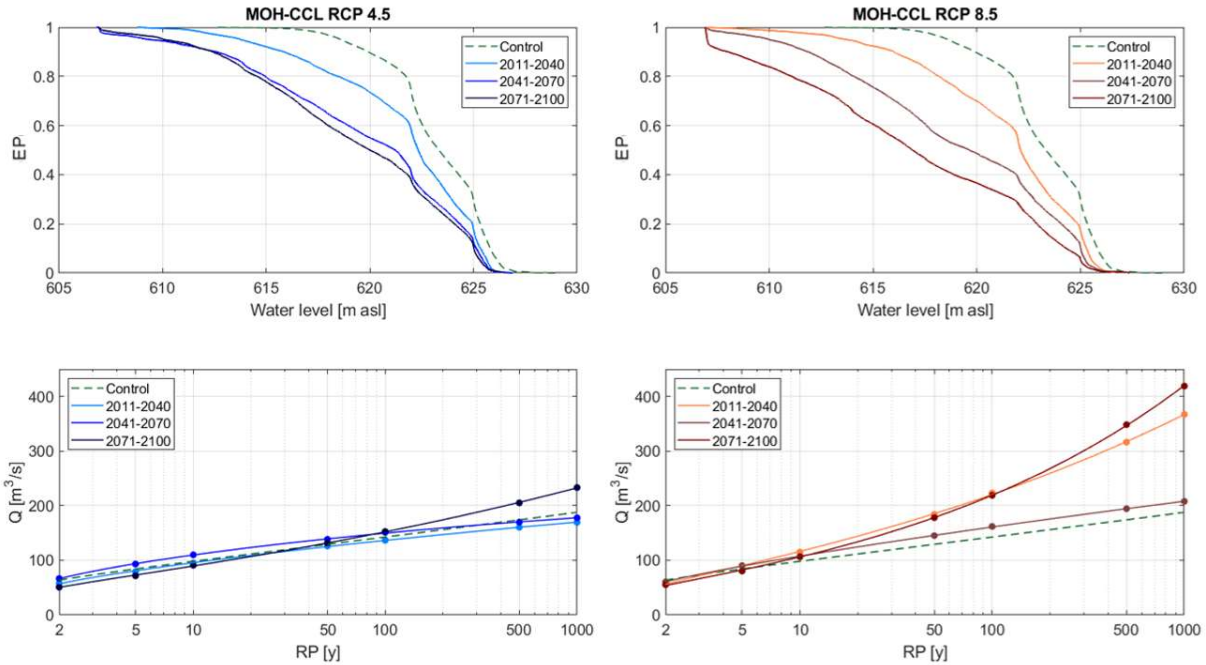 MOH-CCL RCP 4.5
EP
1
0.8
0.6
0.4
0.2
0
Control
2011-2040
2041-2070
2071-2100
605 610 615 620 625 630
Water level [m asl]
MOH-CCL RCP 8.5
EP
1
0.8
0.6
0.4
0.2
0
Control
2011-2040
2041-2070
2071-2100
605 610 615 620 625 630
Water level [m asl]
Q [m³/s]
400
300
200
100
0
Control
2011-2040
2041-2070
2071-2100
2 5 10 50 100 500 1000
RP [y]
Q [m³/s]
400
300
200
100
0
Control
2011-2040
2041-2070
2071-2100
2 5 10 50 100 500 1000
RP [y]